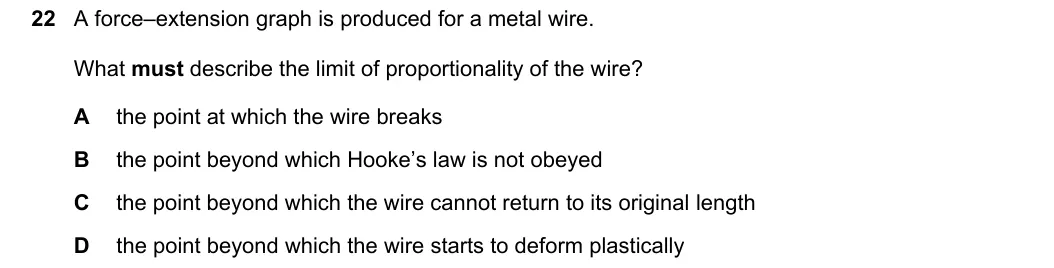 22 A force–extension graph is produced for a metal wire.
What must describe the limit of proportionality of the wire?
A the point at which the wire breaks
B the point beyond which Hooke’s law is not obeyed
C the point beyond which the wire cannot return to its original length
D the point beyond which the wire starts to deform plastically